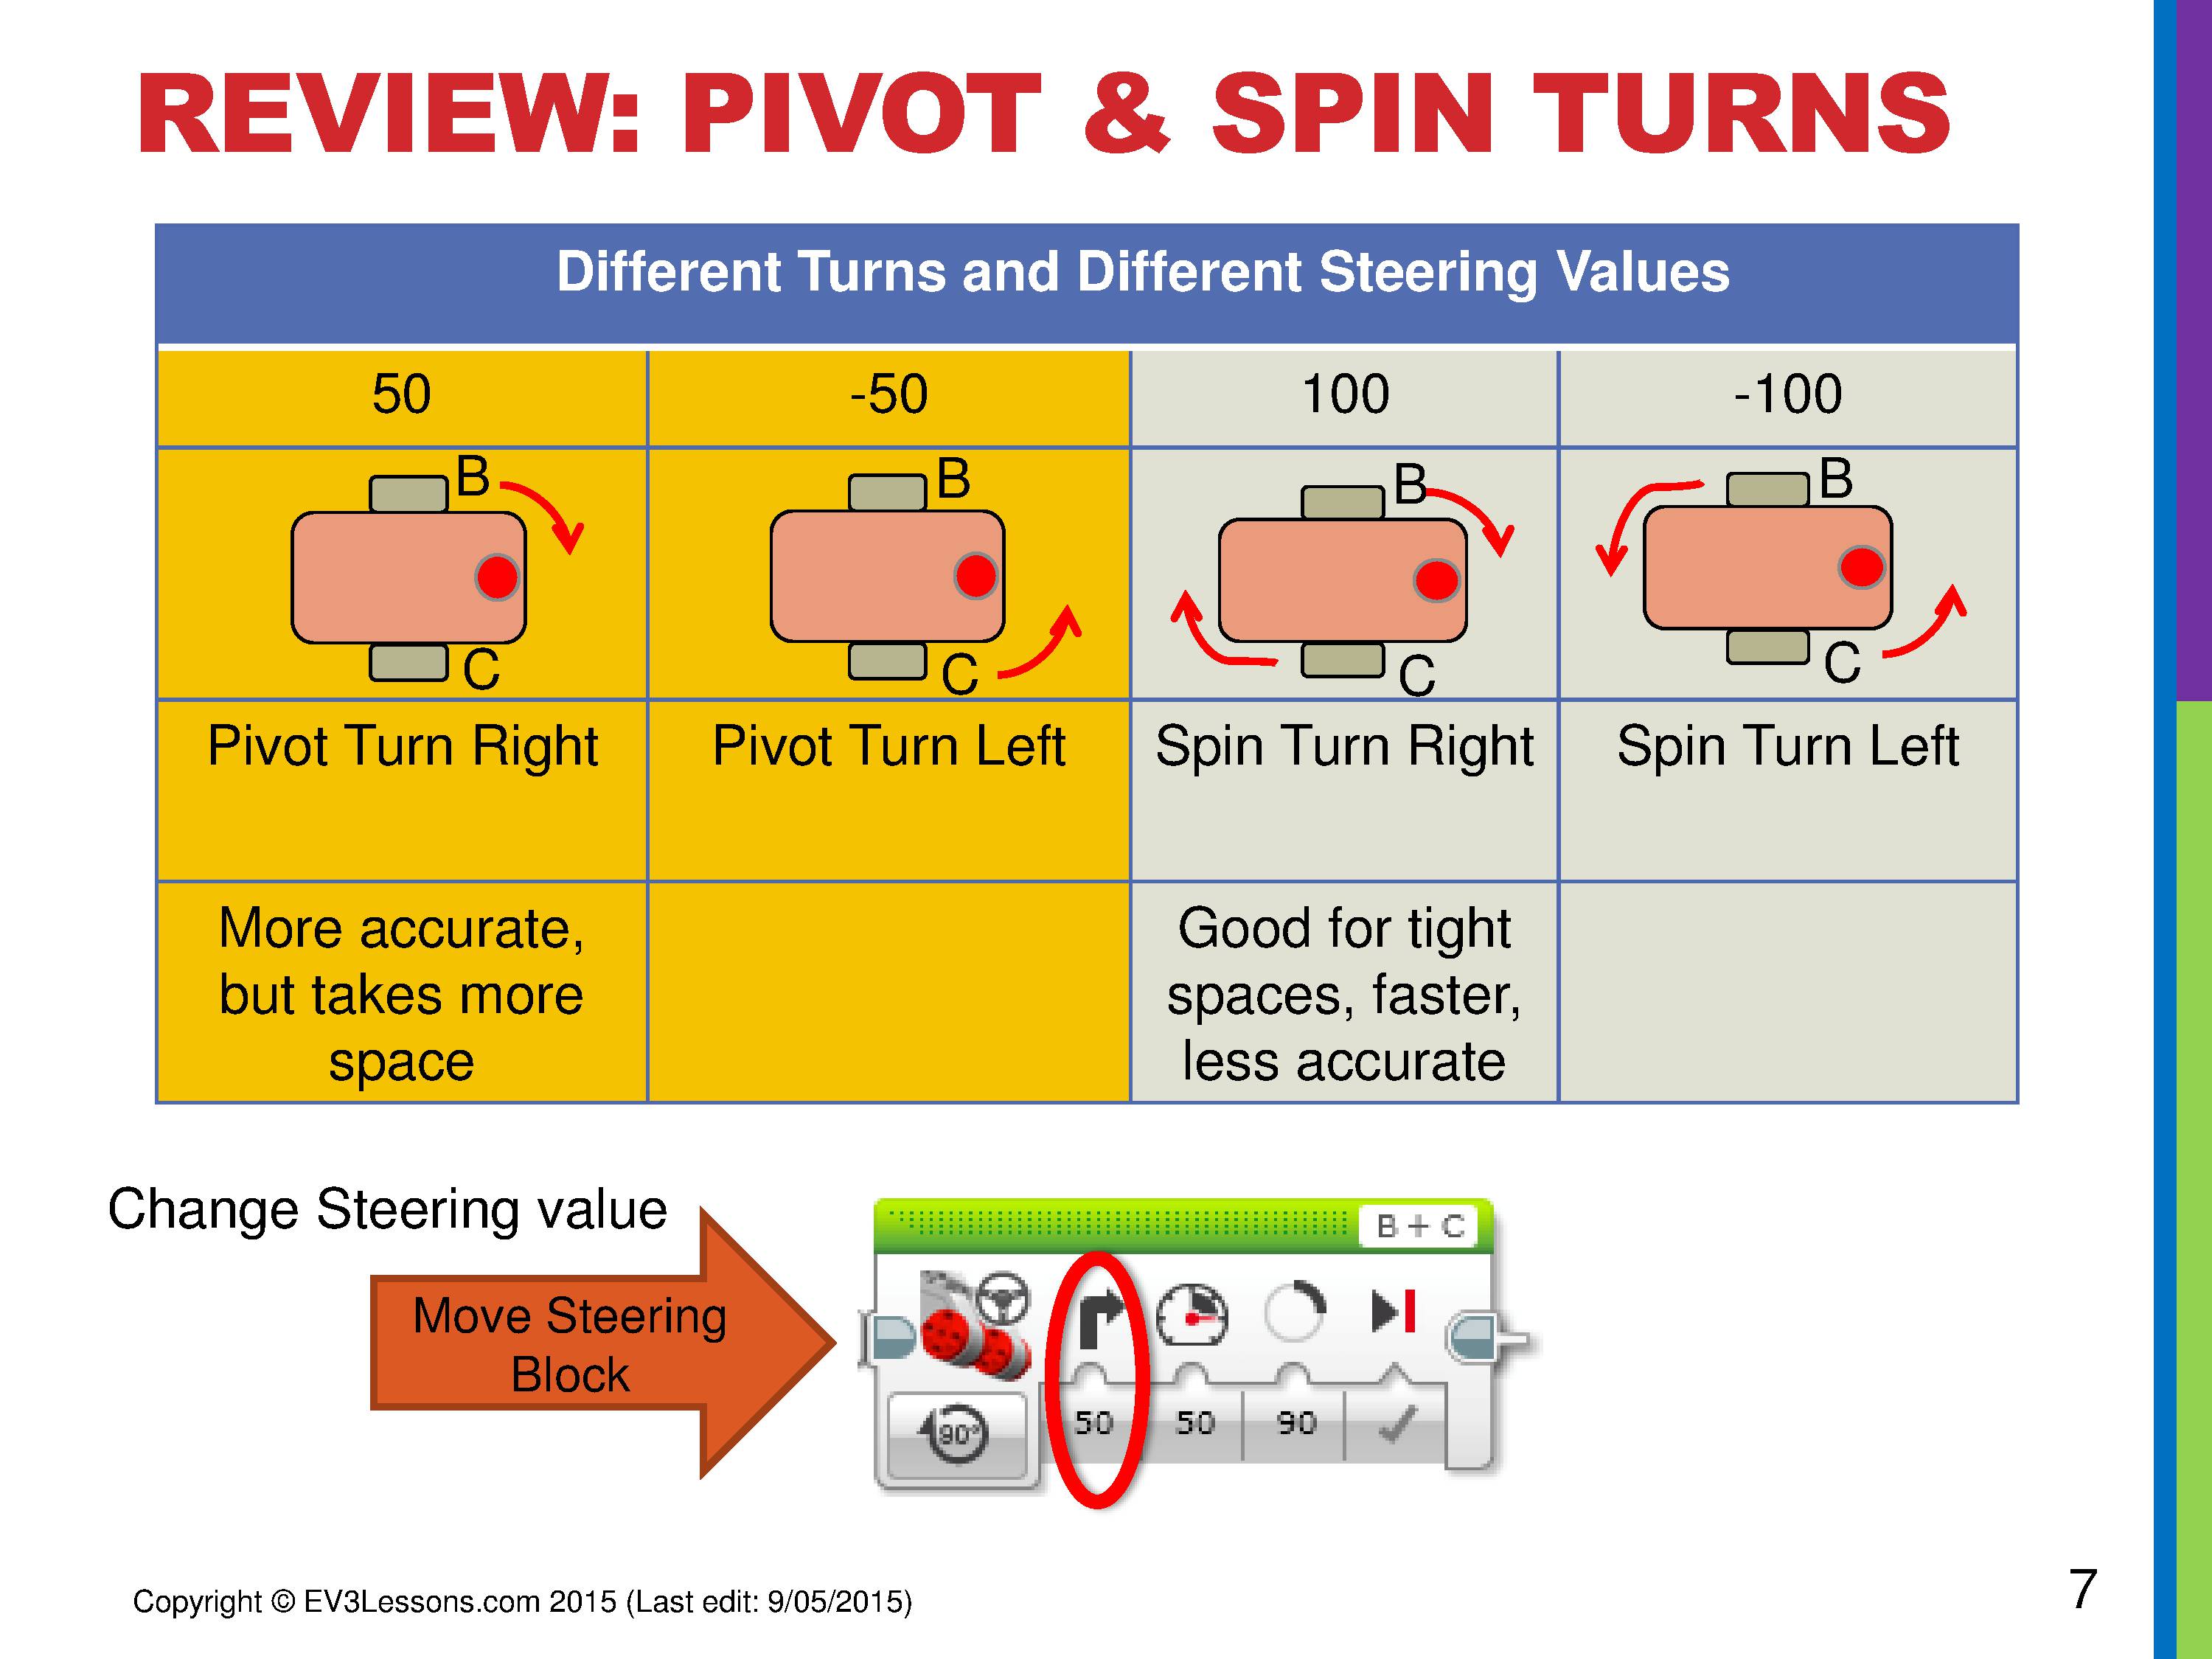 REVIEW: PIVOT & SPIN TURNS
Different Turns and Different Steering Values
50
-50
100
-100
B
C
B
C
B
C
B
C
Pivot Turn Right
Pivot Turn Left
Spin Turn Right
Spin Turn Left
More accurate,
but takes more
space
Good for tight
spaces, faster,
less accurate
Change Steering value
Move Steering
Block
B + C
90°
50
50
90
Copyright © EV3Lessons.com 2015 (Last edit: 9/05/2015)
7